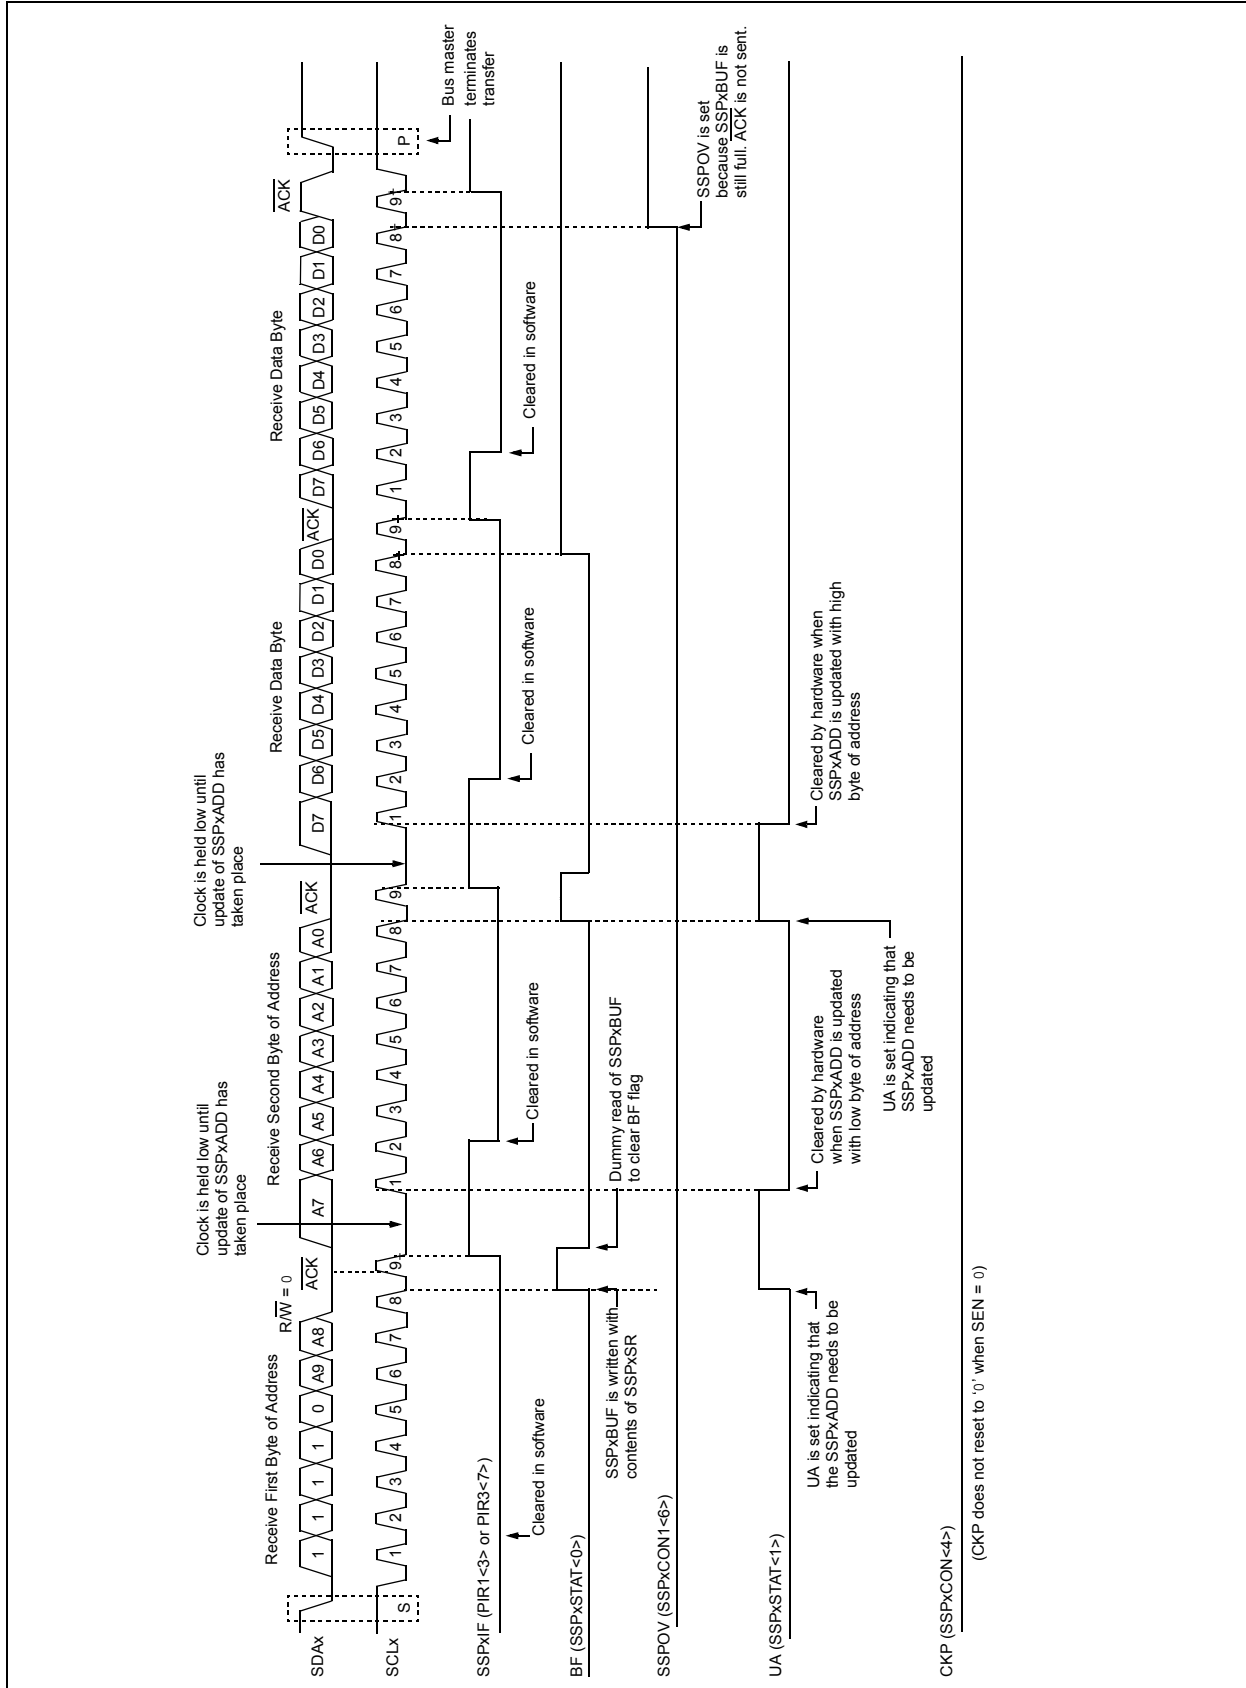 Clock is held low until
update of SSPxADD has
taken place
Clock is held low until
update of SSPxADD has
taken place
Receive First Byte of Address
R/W = 0
ACK
Receive Second Byte of Address
ACK
Receive Data Byte
ACK
Receive Data Byte
ACK
SDAx
1 1 1 1 0 A9 A8
A7 A6 A5 A4 A3 A2 A1 A0
D7 D6 D5 D4 D3 D2 D1 D0
D7 D6 D5 D4 D3 D2 D1 D0
SCLx
S
1 2 3 4 5 6 7 8 9
1 2 3 4 5 6 7 8 9
1 2 3 4 5 6 7 8 9
1 2 3 4 5 6 7 8 9
P
Bus master
terminates
transfer
SSPxIF (PIR1<3> or PIR3<7>)
Cleared in software
Cleared in software
Cleared in software
Cleared in software
BF (SSPxSTAT<0>)
SSPxBUF is written with
contents of SSPxSR
Dummy read of SSPxBUF
to clear BF flag
SSPOV (SSPxCON1<6>)
SSPOV is set
because SSPxBUF is
still full. ACK is not sent.
UA (SSPxSTAT<1>)
UA is set indicating that
the SSPxADD needs to be
updated
Cleared by hardware
when SSPxADD is updated
with low byte of address
UA is set indicating that
SSPxADD needs to be
updated
Cleared by hardware when
SSPxADD is updated with high
byte of address
CKP (SSPxCON<4>)
(CKP does not reset to ‘0’ when SEN = 0)